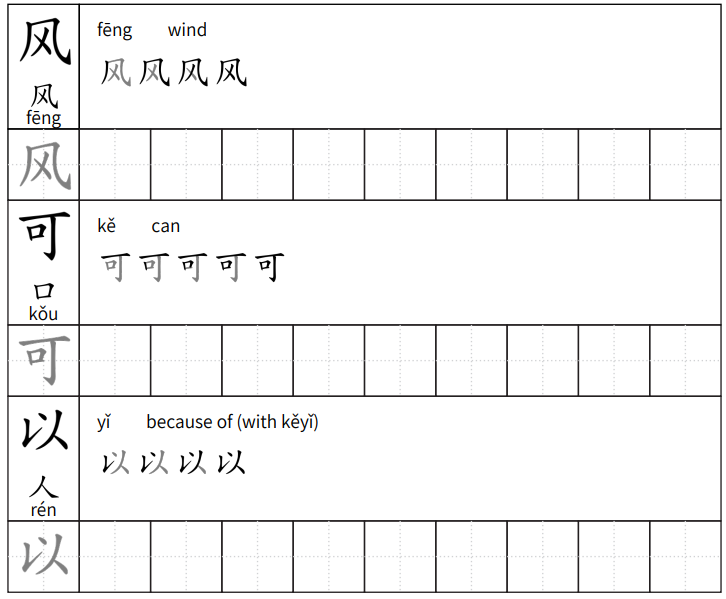 风 fēng wind
风 风 风 风
风
fēng
风
可 kě can
可 可 可 可 可
口
kǒu
可
以 yǐ because of (with kěyǐ)
以 以 以 以
人
rén
以